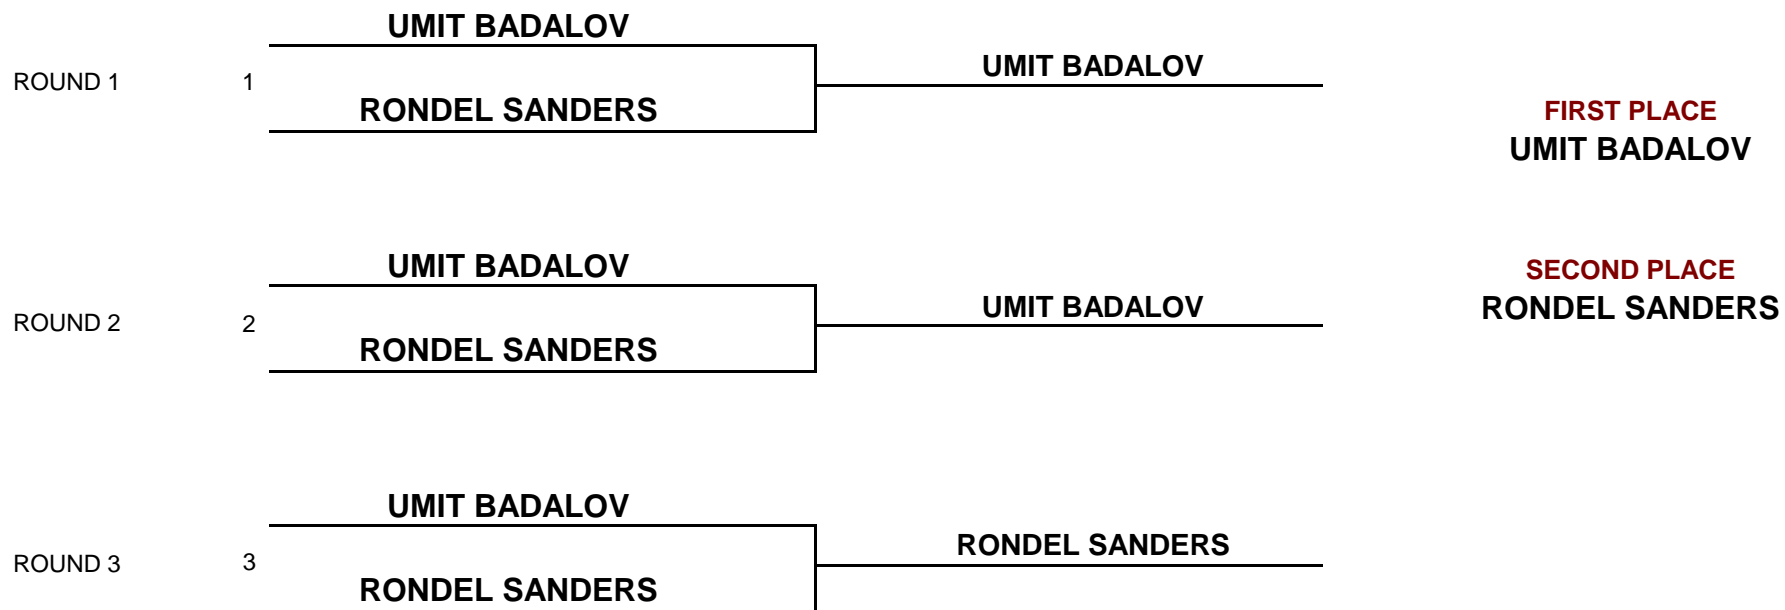 UMIT BADALOV
ROUND 1 1 UMIT BADALOV
RONDEL SANDERS
FIRST PLACE
UMIT BADALOV
UMIT BADALOV
ROUND 2 2 UMIT BADALOV
RONDEL SANDERS
SECOND PLACE
RONDEL SANDERS
UMIT BADALOV
ROUND 3 3 RONDEL SANDERS
RONDEL SANDERS